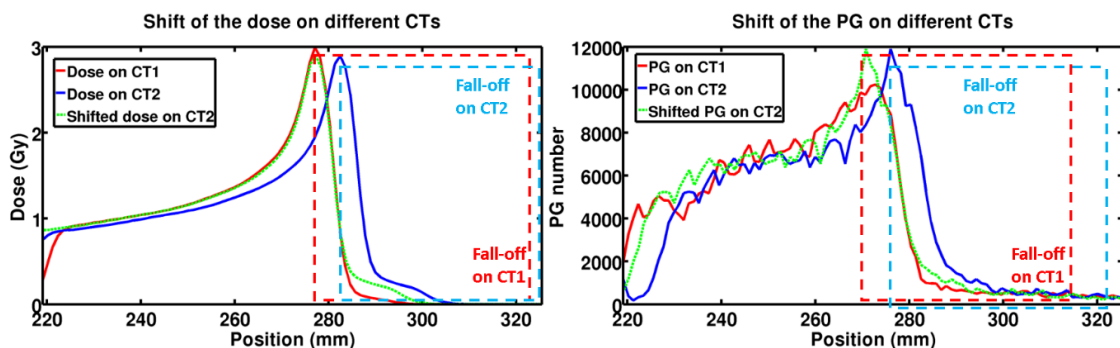 Shift of the dose on different CTs
Dose (Gy)
3
2
1
0
Dose on CT1
Dose on CT2
Shifted dose on CT2
Fall-off
on CT2
Fall-off
on CT1
220 240 260 280 300 320
Position (mm)
Shift of the PG on different CTs
PG number
12000
10000
8000
6000
4000
2000
0
PG on CT1
PG on CT2
Shifted PG on CT2
Fall-off
on CT2
Fall-off
on CT1
220 240 260 280 300 320
Position (mm)